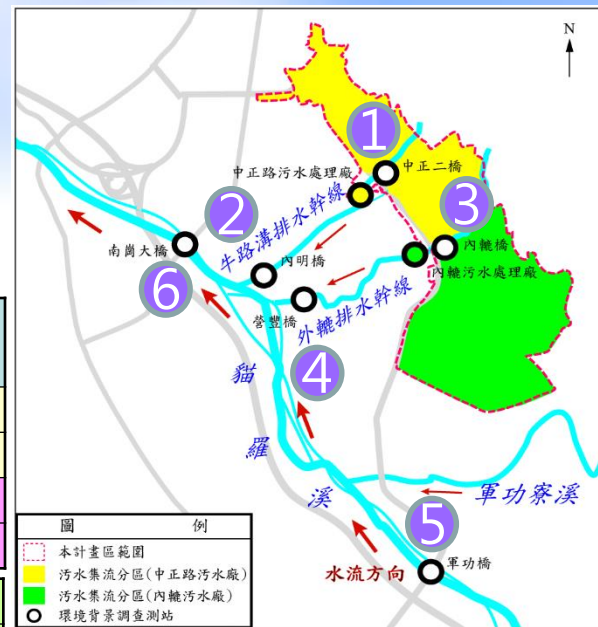 N
1
中正路污水處理廠
中正二橋
3
2
牛路溝排水幹線
內轆橋
南崗大橋
內明橋
內轆污水處理廠
6
外轆排水幹線
營豐橋
4
貓羅溪
軍功寮溪
5
水流方向
軍功橋
圖例
本計畫區範圍
污水集流分區(中正路污水廠)
污水集流分區(內轆污水廠)
環境背景調查測站